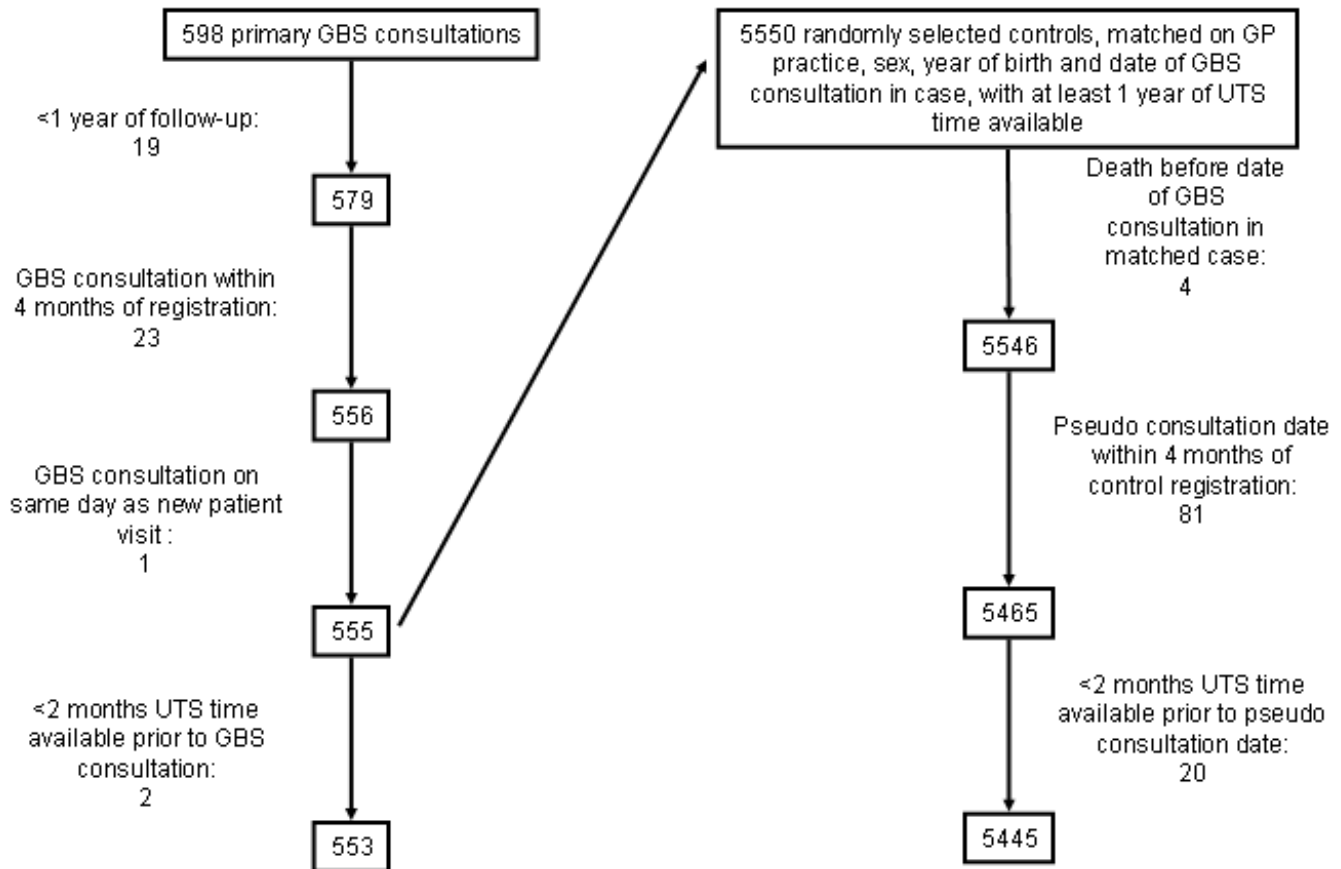 598 primary GBS consultations
<1 year of follow-up:
19
579
GBS consultation within
4 months of registration:
23
556
GBS consultation on
same day as new patient
visit :
1
555
<2 months UTS time
available prior to GBS
consultation:
2
553
5550 randomly selected controls, matched on GP
practice, sex, year of birth and date of GBS
consultation in case, with at least 1 year of UTS
time available
Death before date
of GBS
consultation in
matched case:
4
5546
Pseudo consultation date
within 4 months of
control registration:
81
5465
<2 months UTS time
available prior to pseudo
consultation date:
20
5445